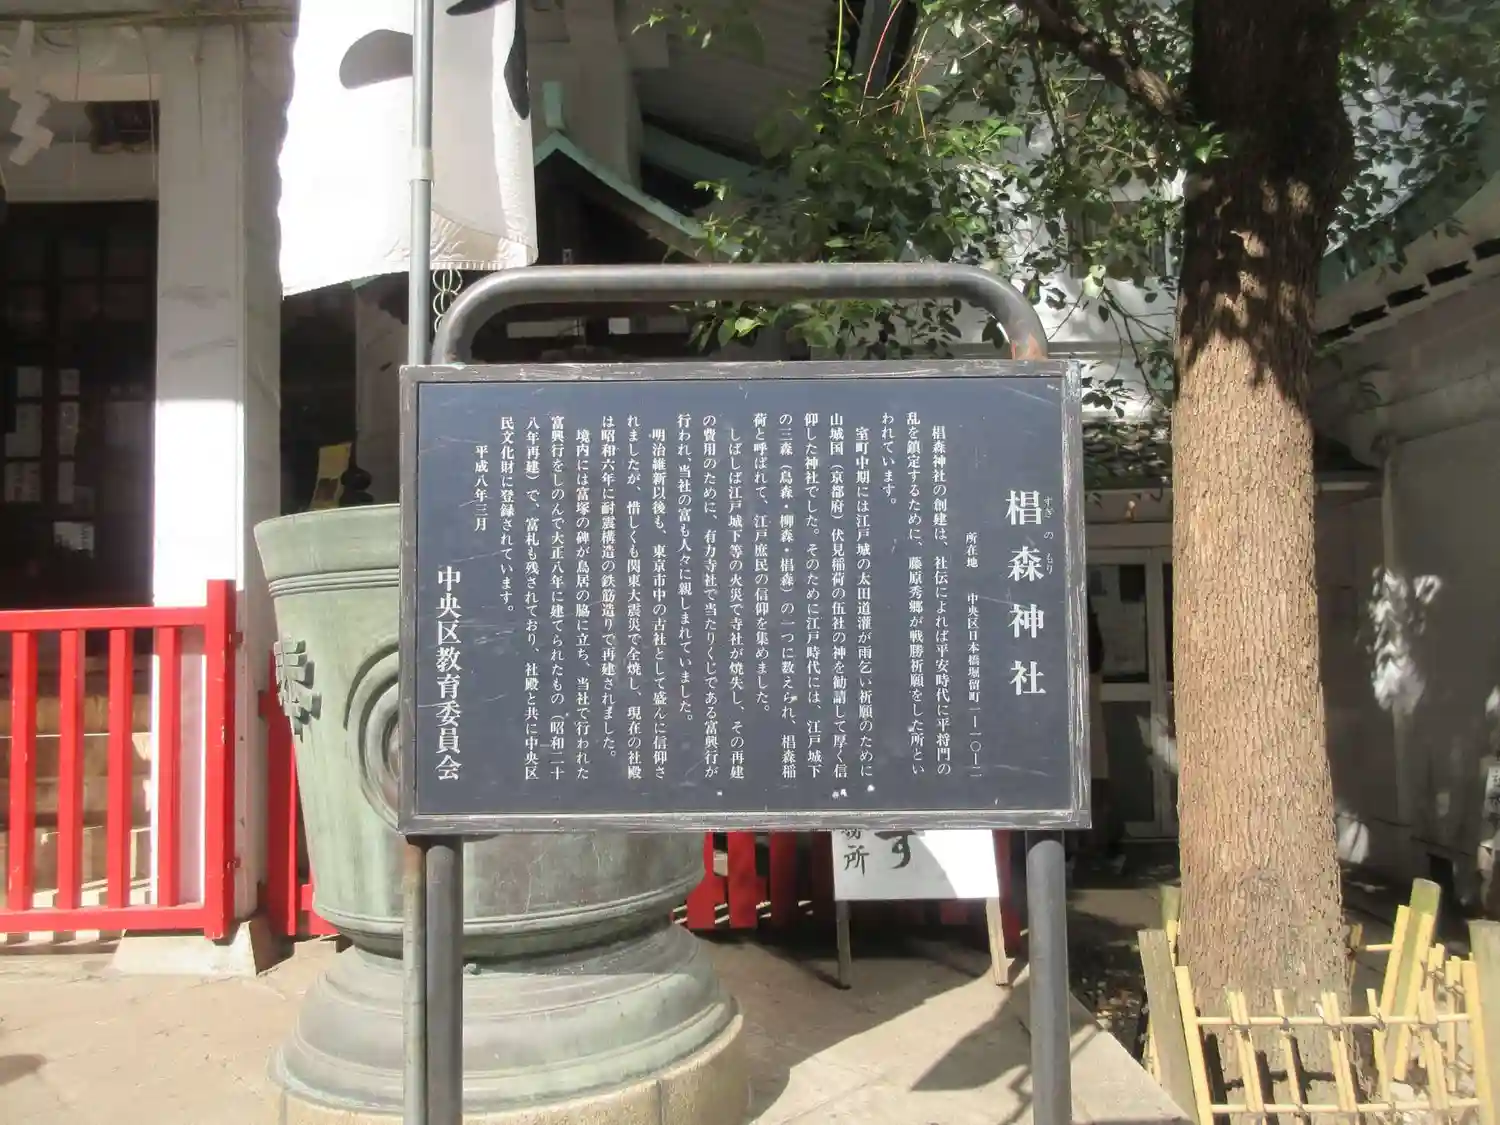 椙森神社
すぎのもり
所在地 中央区日本橋堀留町一ー一〇ー二
椙森神社の創建は、社伝によれば平安時代に平将門の
乱を鎮定するために、藤原秀郷が戦勝祈願をした所とい
われています。
室町中期には江戸城の太田道灌が雨乞い祈願のために
山城国(京都府)伏見稲荷の伍社の神を勧請して厚く信
仰した神社でした。そのために江戸時代には、江戸城下
の三森(烏森・柳森・椙森)の一つに数えられ、椙森稲
荷と呼ばれて、江戸庶民の信仰を集めました。
しばしば江戸城下等の火災で寺社が焼失し、その再建
の費用のために、有力寺社で当たりくじである富興行が
行われ、当社の富も人々に親しまれていました。
明治維新以後も、東京市中の古社として盛んに信仰さ
れましたが、惜しくも関東大震災で全焼し、現在の社殿
は昭和六年に耐震構造の鉄筋造りで再建されました。
境内には富塚の碑が鳥居の脇に立ち、当社で行われた
富興行をしのんで大正八年に建てられたもの(昭和二十
八年再建)で、富札も残されており、社殿と共に中央区
民文化財に登録されています。
平成八年三月
中央区教育委員会
す
場所